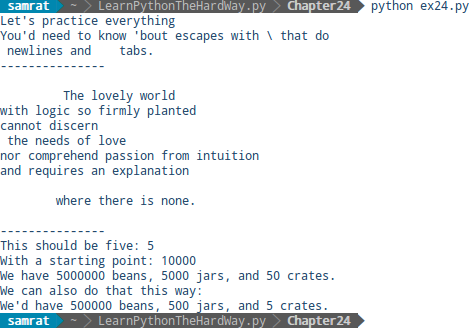 samrat ~ LearnPythonTheHardWay.py Chapter24 python ex24.py
Let's practice everything
You'd need to know 'bout escapes with \ that do
 newlines and    tabs.
---------------

        The lovely world
with logic so firmly planted
cannot discern
 the needs of love
nor comprehend passion from intuition
and requires an explanation

        where there is none.

---------------
This should be five: 5
With a starting point: 10000
We have 5000000 beans, 5000 jars, and 50 crates.
We can also do that this way:
We'd have 500000 beans, 500 jars, and 5 crates.
samrat ~ LearnPythonTheHardWay.py Chapter24